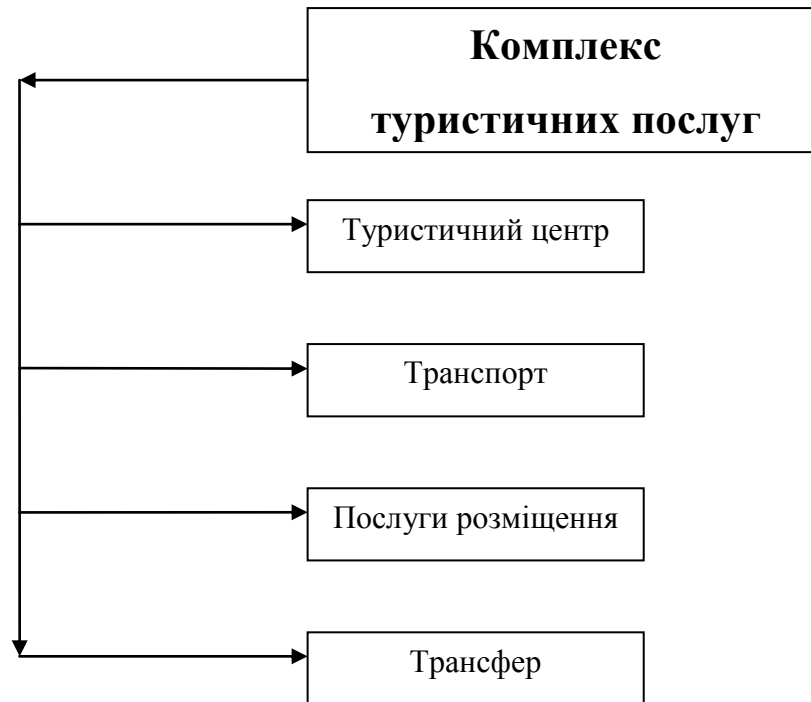 Комплекс
туристичних послуг
Туристичний центр
Транспорт
Послуги розміщення
Трансфер